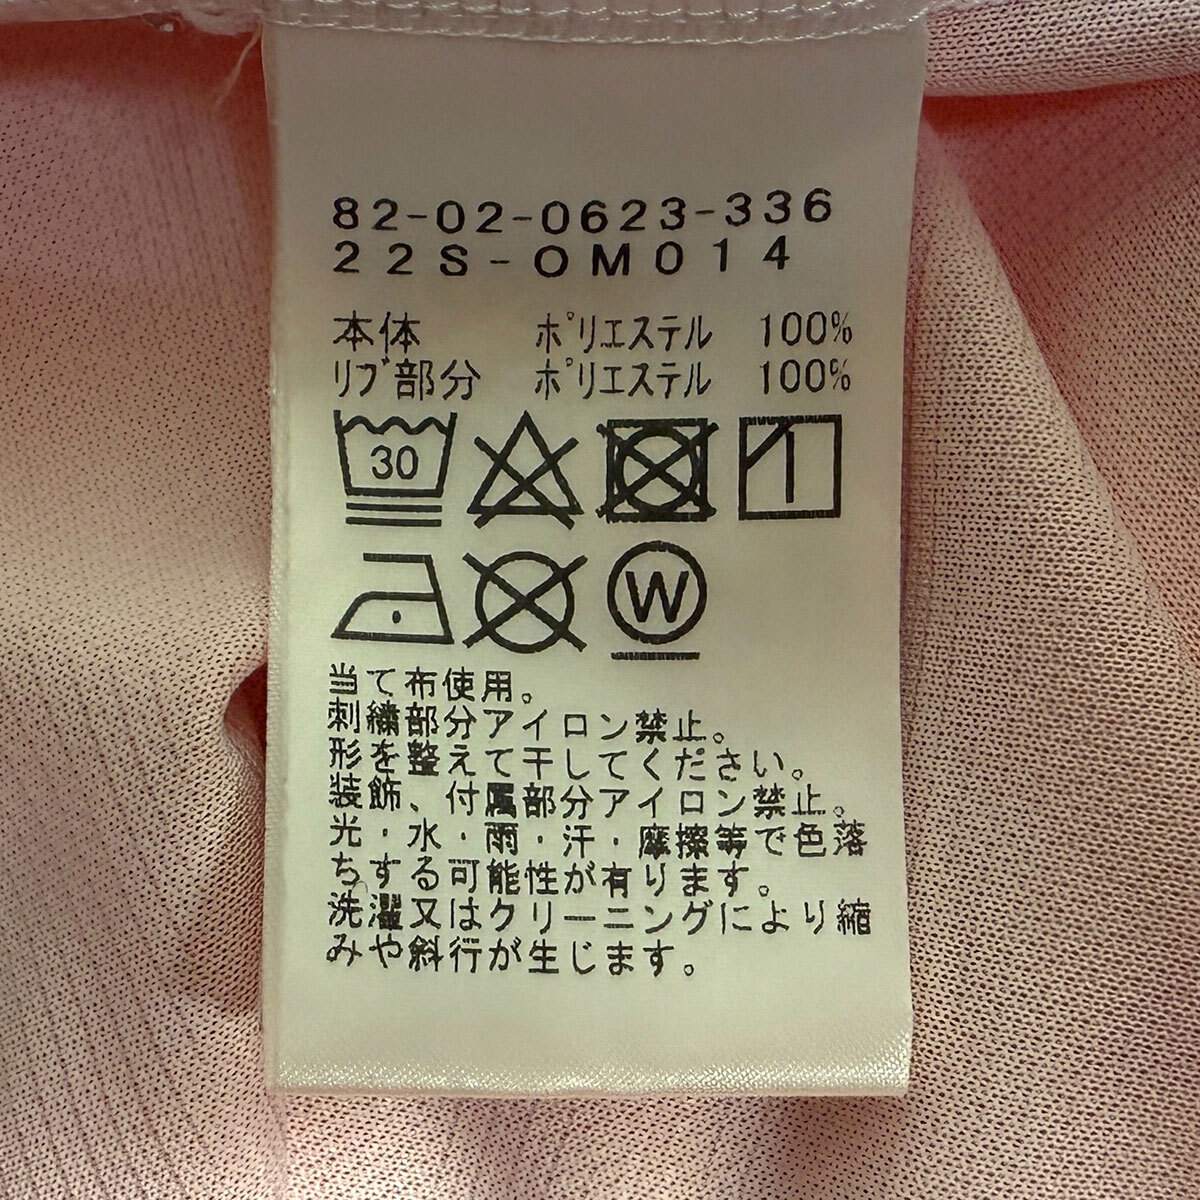 82-02-0623-336
22S-OM014
本体 ポリエステル 100%
リブ部分 ポリエステル 100%
30
W
当て布使用。
刺繍部分アイロン禁止。
形を整えて干してください。
装飾、付属部分アイロン禁止。
光・水・雨・汗・摩擦等で色落
ちする可能性が有ります。
洗濯又はクリーニングにより縮
みや斜行が生じます。